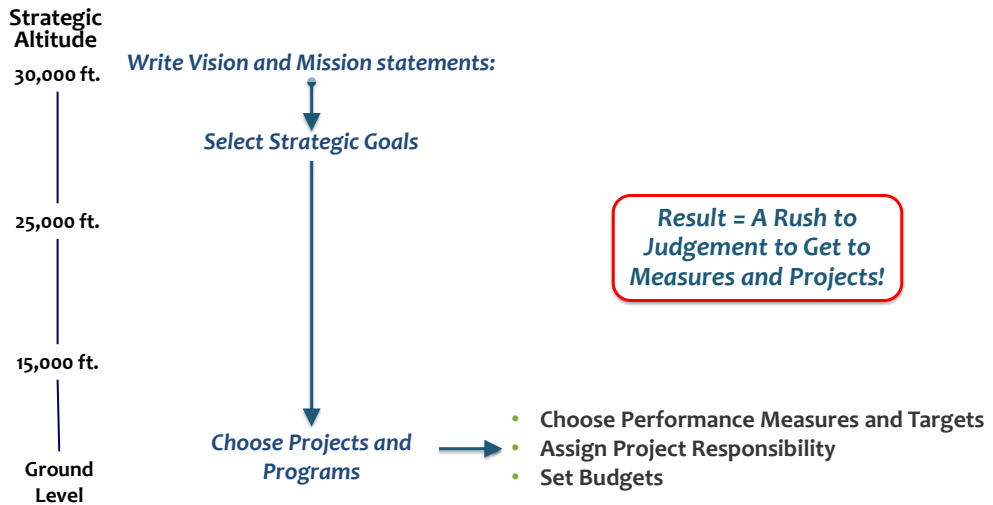 Strategic
Altitude
30,000 ft.
Write Vision and Mission statements:
Select Strategic Goals
25,000 ft.
Result = A Rush to
Judgement to Get to
Measures and Projects!
15,000 ft.
Choose Projects and
Programs
• Choose Performance Measures and Targets
• Assign Project Responsibility
• Set Budgets
Ground
Level